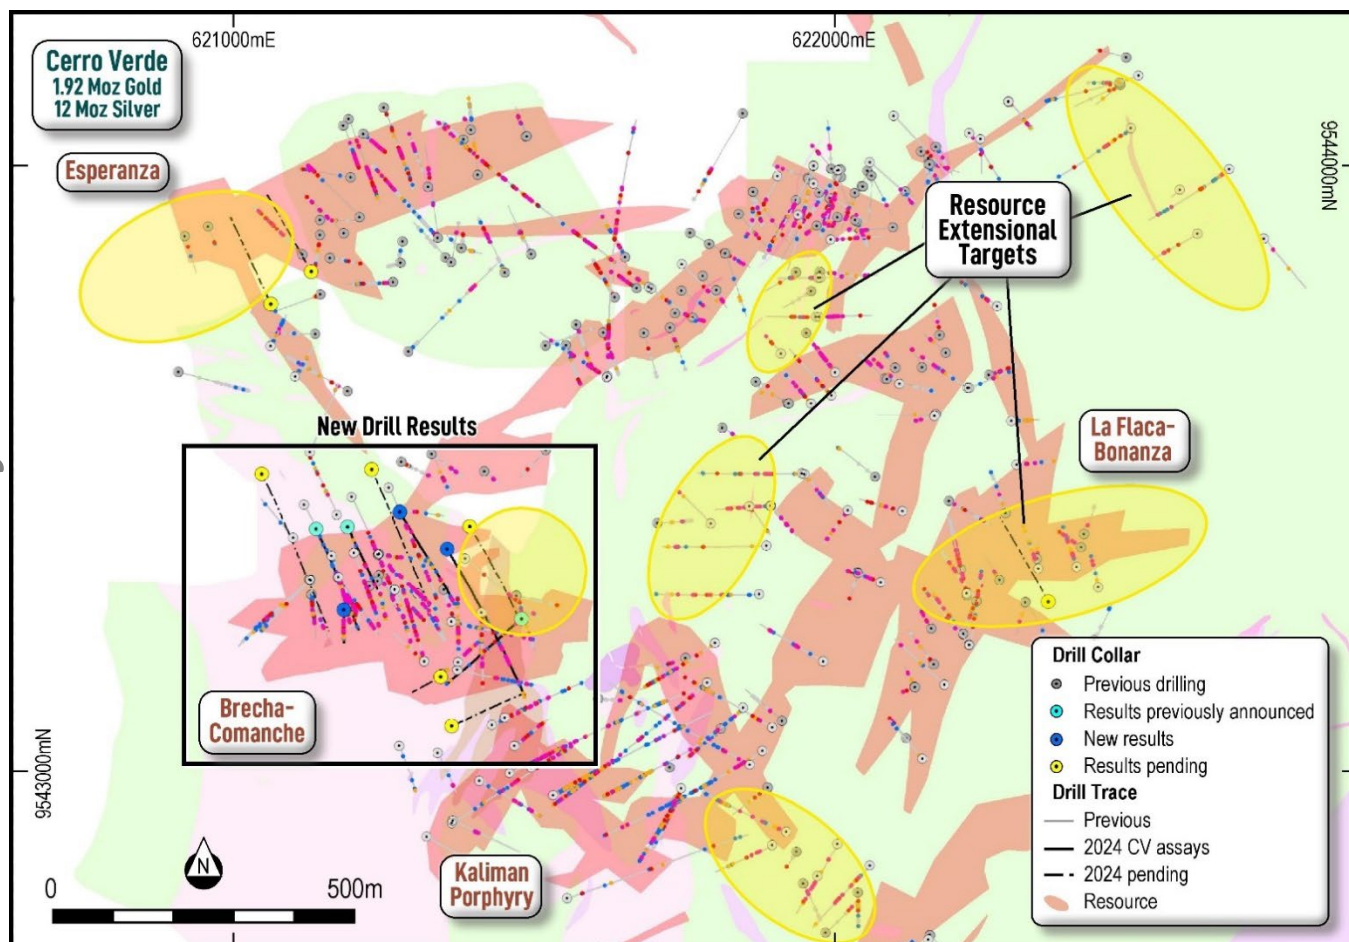 621000mE
622000mE
Cerro Verde
1.92 Moz Gold
12 Moz Silver
Esperanza
9544000mN
Resource
Extensional
Targets
New Drill Results
La Flaca-
Bonanza
Brecha-
Comanche
9543000mN
Kaliman
Porphyry
N
0 500m
Drill Collar
Previous drilling
Results previously announced
New results
Results pending
Drill Trace
Previous
2024 CV assays
2024 pending
Resource